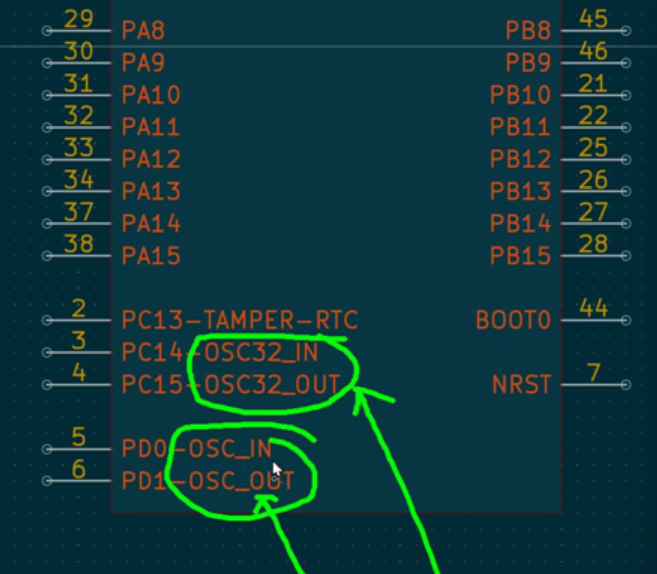 29 PA8 PB8 45
30 PA9 PB9 46
31 PA10 PB10 21
32 PA11 PB11 22
33 PA12 PB12 25
34 PA13 PB13 26
37 PA14 PB14 27
38 PA15 PB15 28
2 PC13-TAMPER-RTC BOOT0 44
3 PC14-OSC32_IN
4 PC15-OSC32_OUT NRST 7
5 PD0-OSC_IN
6 PD1-OSC_OUT